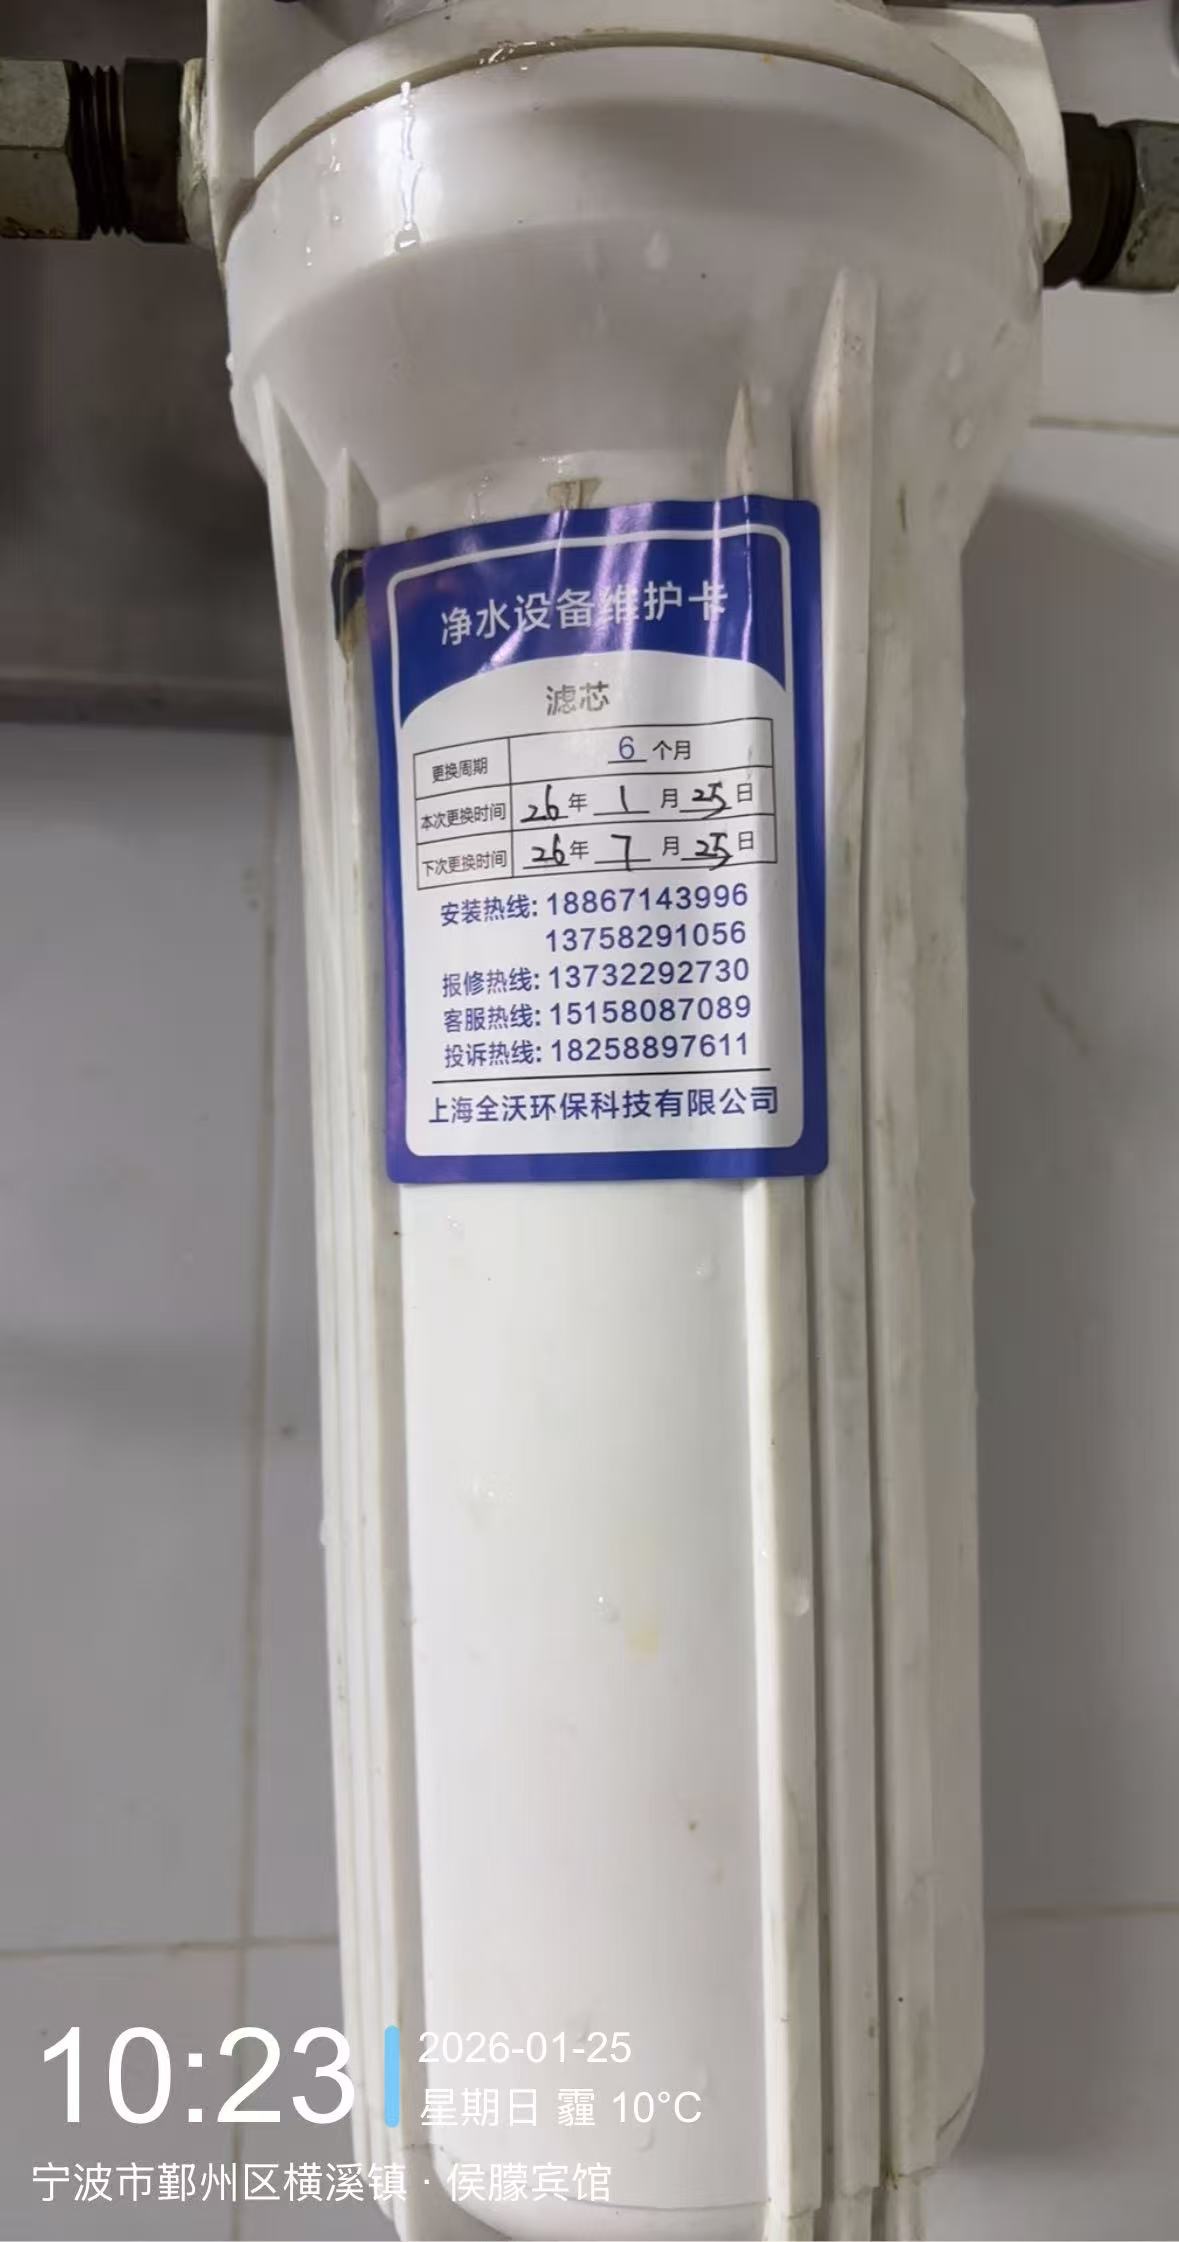 净水设备维护卡
滤芯
更换周期 6 个月
本次更换时间 26年 1 月 25日
下次更换时间 26年 7 月 25日
安装热线: 18867143996
13758291056
报修热线: 13732292730
客服热线: 15158087089
投诉热线: 18258897611
上海全沃环保科技有限公司
10:23
2026-01-25
星期日 霾 10°C
宁波市鄞州区横溪镇 · 侯朦宾馆